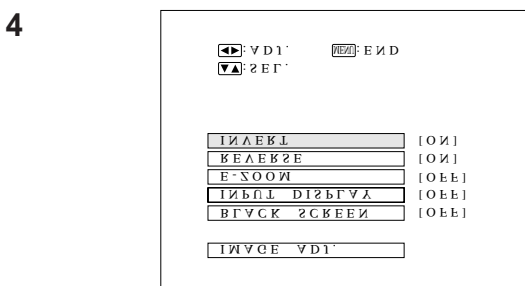 4
◀▶:ADJ. MENU:END
▼▲:SEL.
INVERT [ON]
REVERSE [ON]
E-ZOOM [OFF]
INPUT DISPLAY [OFF]
BLACK SCREEN [OFF]
IMAGE ADJ.